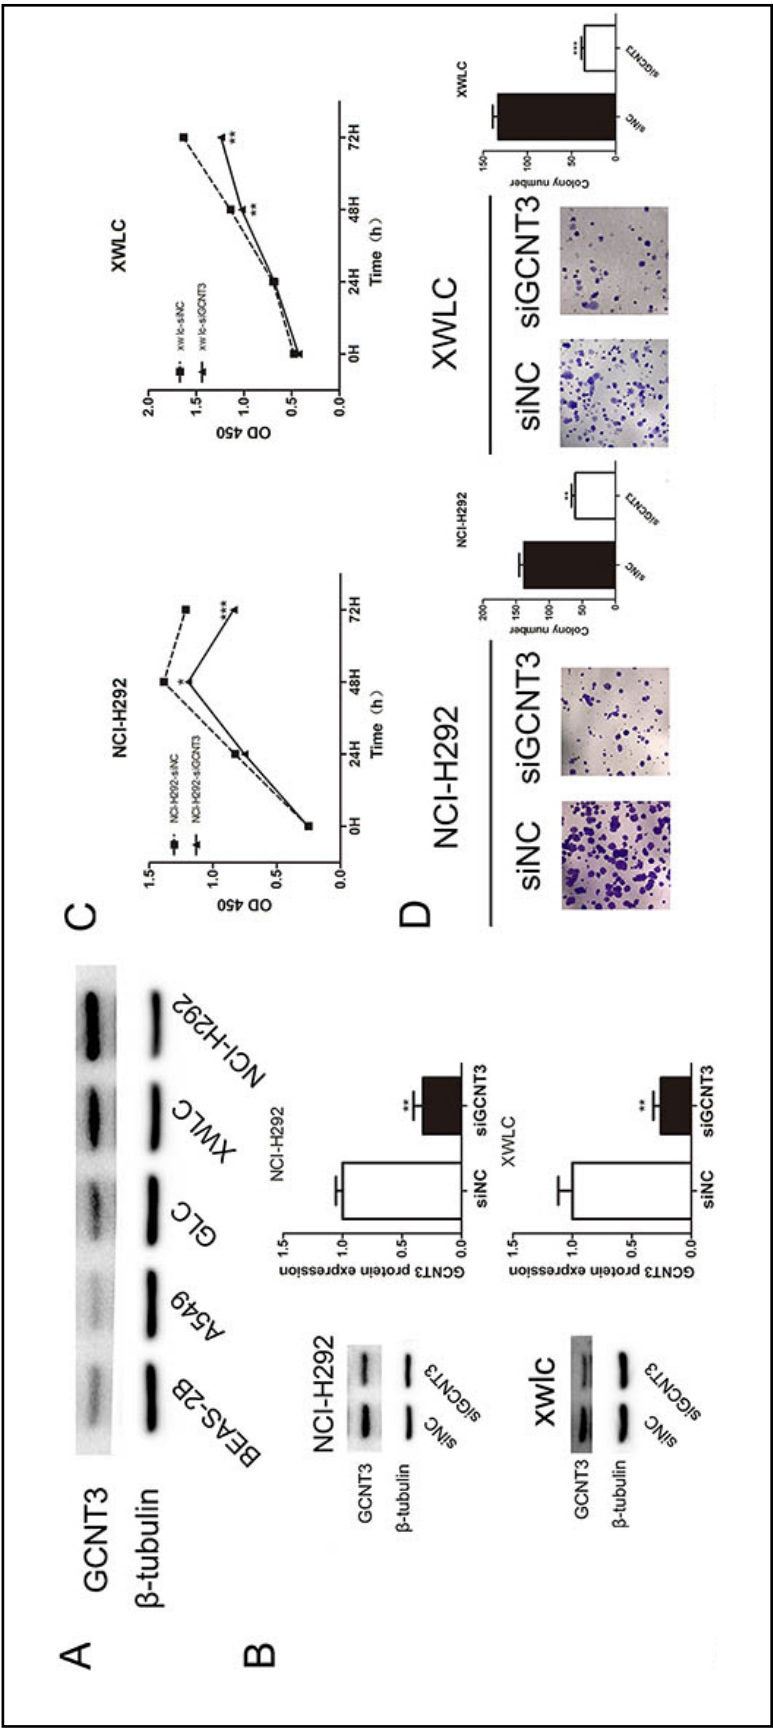 A
GCNT3
β-tubulin
BEAS-2B
A549
GLC
XWLC
NCI-H292
B
NCI-H292
GCNT3
β-tubulin
siNC
siGCNT3
NCI-H292
GCNT3 protein expression
1.5
1.0
0.5
0.0
**
siNC
siGCNT3
xwlc
GCNT3
β-tubulin
siNC
siGCNT3
XWLC
GCNT3 protein expression
1.5
1.0
0.5
0.0
**
siNC
siGCNT3
C
NCI-H292
OD 450
1.5
1.0
0.5
0.0
NCI-H292-siNC
NCI-H292-siGCNT3
*
***
0H
24H
48H
72H
Time (h)
XWLC
OD 450
2.0
1.5
1.0
0.5
0.0
xwlc-siNC
xwlc-siGCNT3
**
**
0H
24H
48H
72H
Time (h)
D
NCI-H292
siNC
siGCNT3
NCI-H292
Colony number
200
150
100
50
0
**
siNC
siGCNT3
XWLC
siNC
siGCNT3
XWLC
Colony number
150
100
50
0
***
siNC
siGCNT3